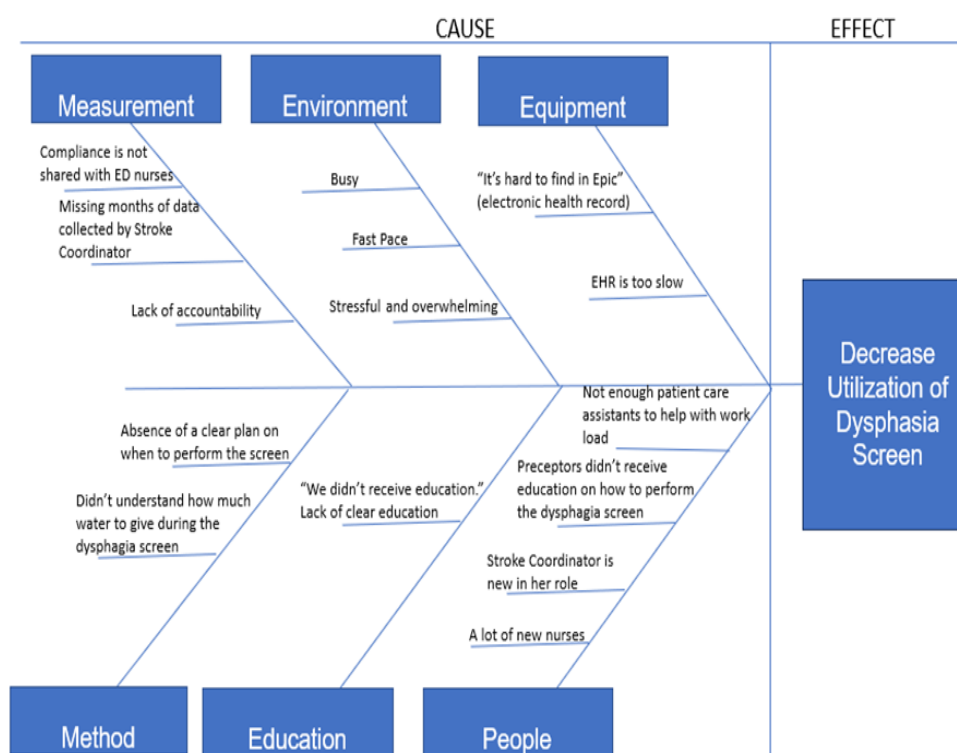 CAUSE
EFFECT
Measurement
Environment
Equipment
Compliance is not
shared with ED nurses
Missing months of data
collected by Stroke
Coordinator
Lack of accountability
Busy
Fast Pace
Stressful and overwhelming
“It’s hard to find in Epic”
(electronic health record)
EHR is too slow
Decrease
Utilization of
Dysphasia
Screen
Absence of a clear plan on
when to perform the screen
Didn’t understand how much
water to give during the
dysphagia screen
“We didn’t receive education.”
Lack of clear education
Not enough patient care
assistants to help with work
load
Preceptors didn’t receive
education on how to perform
the dysphagia screen
Stroke Coordinator is
new in her role
A lot of new nurses
Method
Education
People